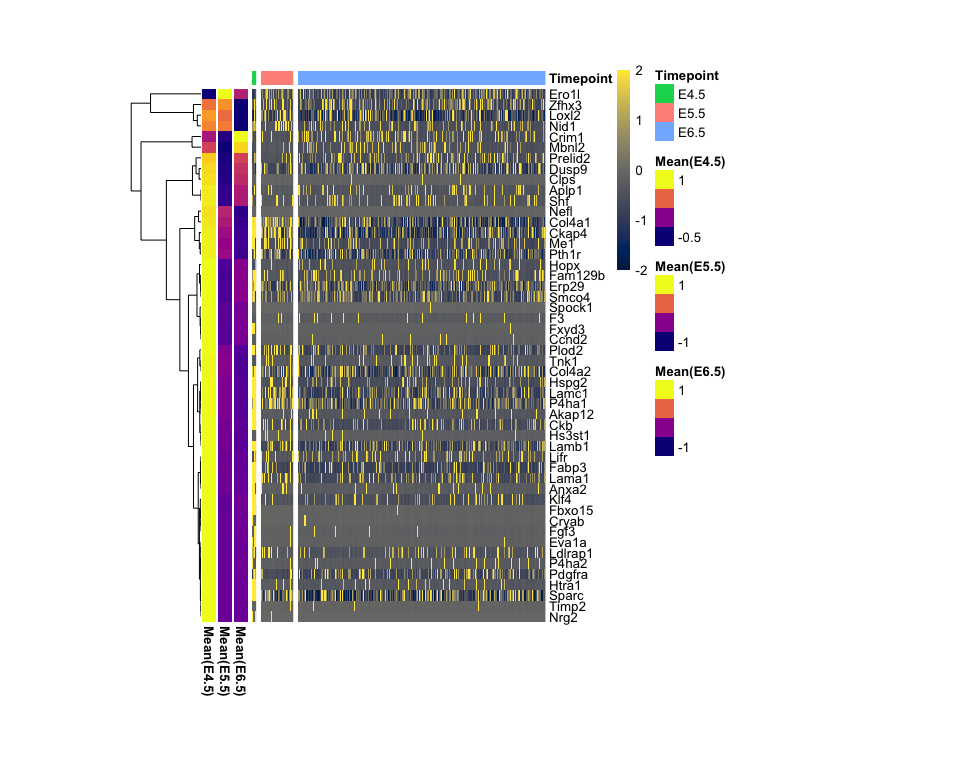 Timepoint
Ero1l
Zfhx3
Loxl2
Nid1
Crim1
Mbnl2
Prelid2
Dusp9
Clps
Aplp1
Shf
Nefl
Col4a1
Ckap4
Me1
Pth1r
Hopx
Fam129b
Erp29
Smco4
Spock1
F3
Fxyd3
Ccnd2
Plod2
Tnk1
Col4a2
Hspg2
Lamc1
P4ha1
Akap12
Ckb
Hs3st1
Lamb1
Lifr
Fabp3
Lama1
Anxa2
Klf4
Fbxo15
Cryab
Fgf3
Eva1a
Ldlrap1
P4ha2
Pdgfra
Htra1
Sparc
Timp2
Nrg2
Mean(E4.5)
Mean(E5.5)
Mean(E6.5)
2
1
0
-1
-2
Timepoint
E4.5
E5.5
E6.5
Mean(E4.5)
1
-0.5
Mean(E5.5)
1
-1
Mean(E6.5)
1
-1